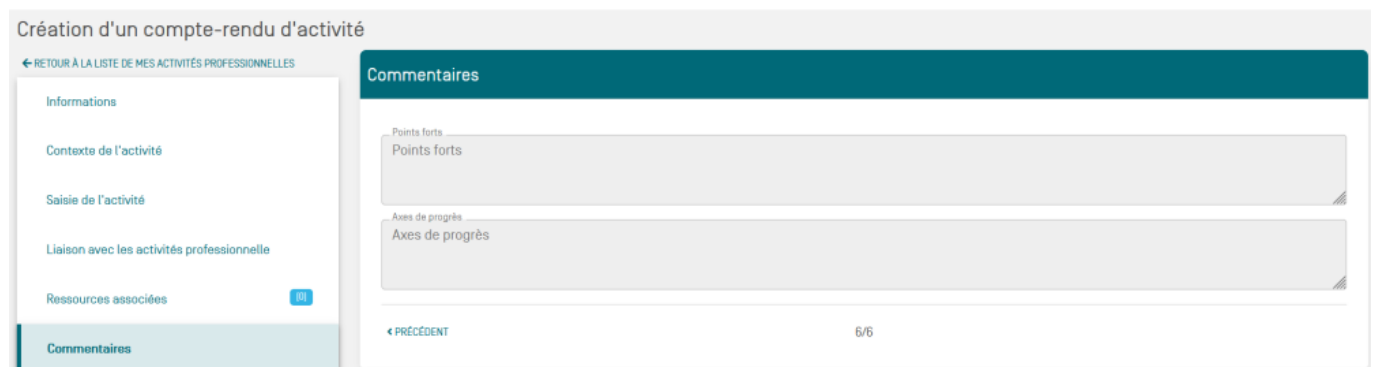 Création d'un compte-rendu d'activité
← RETOUR À LA LISTE DE MES ACTIVITÉS PROFESSIONNELLES
Informations
Contexte de l'activité
Saisie de l'activité
Liaison avec les activités professionnelle
Ressources associées (0)
Commentaires
Commentaires
Points forts
Points forts
Axes de progrès
Axes de progrès
‹ PRÉCÉDENT 6/6